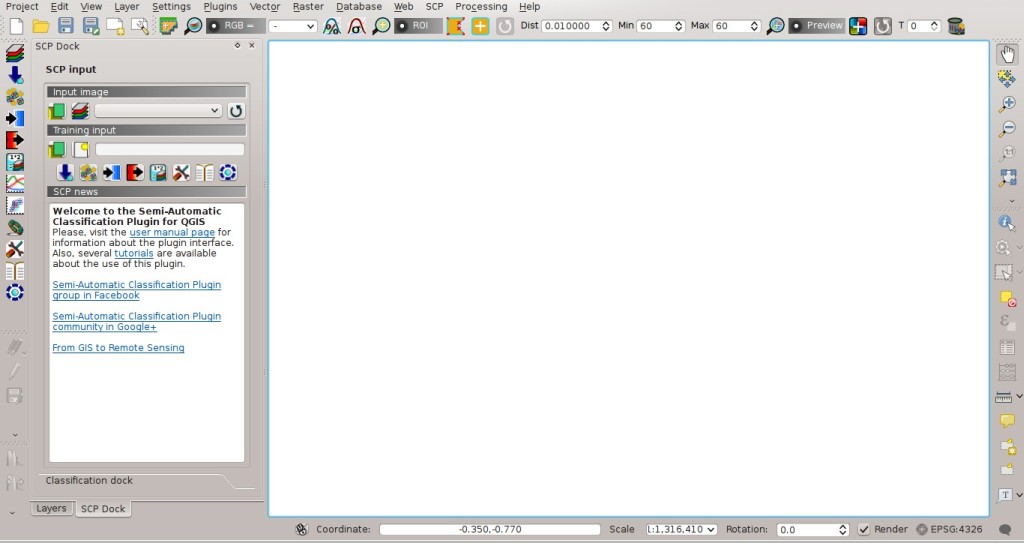 Project Edit View Layer Settings Plugins Vector Raster Database Web SCP Processing Help
RGB = - ROI Dist 0.010000 Min 60 Max 60 Preview T 0
SCP Dock
SCP input
Input image
Training input
SCP news
Welcome to the Semi-Automatic
Classification Plugin for QGIS
Please, visit the user manual page for
information about the plugin interface.
Also, several tutorials are available
about the use of this plugin.
Semi-Automatic Classification Plugin
group in Facebook
Semi-Automatic Classification Plugin
community in Google+
From GIS to Remote Sensing
Classification dock
Layers SCP Dock
Coordinate: -0.350,-0.770 Scale 1:1,316,410 Rotation: 0.0 Render EPSG:4326